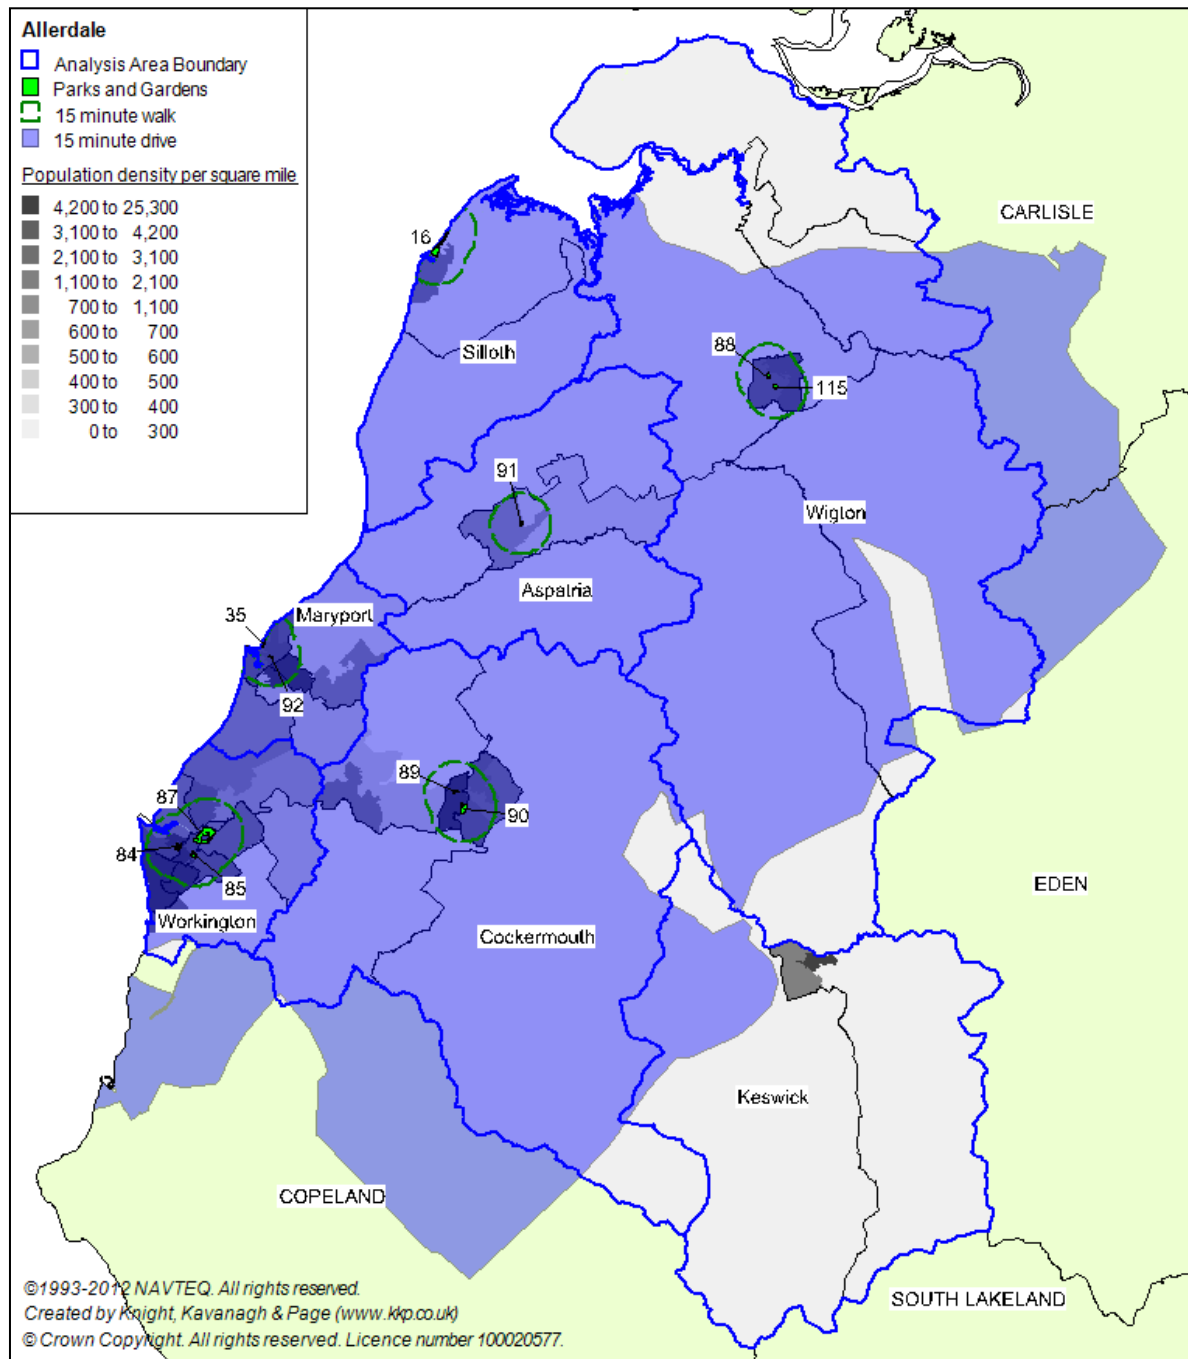 Allerdale
Analysis Area Boundary
Parks and Gardens
15 minute walk
15 minute drive
Population density per square mile
4,200 to 25,300
3,100 to 4,200
2,100 to 3,100
1,100 to 2,100
700 to 1,100
600 to 700
500 to 600
400 to 500
300 to 400
0 to 300
CARLISLE
16
Silloth
88
115
91
Wigton
Aspatria
35
Maryport
92
89
87
90
84
85
EDEN
Workington
Cockermouth
Keswick
COPELAND
SOUTH LAKELAND
©1993-2012 NAVTEQ. All rights reserved.
Created by Knight, Kavanagh & Page (www.kkp.co.uk)
© Crown Copyright. All rights reserved. Licence number 100020577.